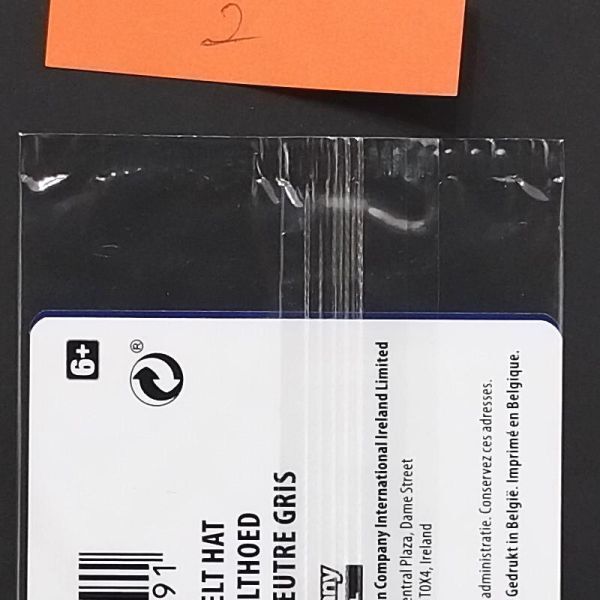 2
6+
®
91
ELT HAT
LTHOED
EUTRE GRIS
ny
n Company International Ireland Limited
entral Plaza, Dame Street
T0X4, Ireland
administratie. Conservez ces adresses.
Gedrukt in België. Imprimé en Belgique.